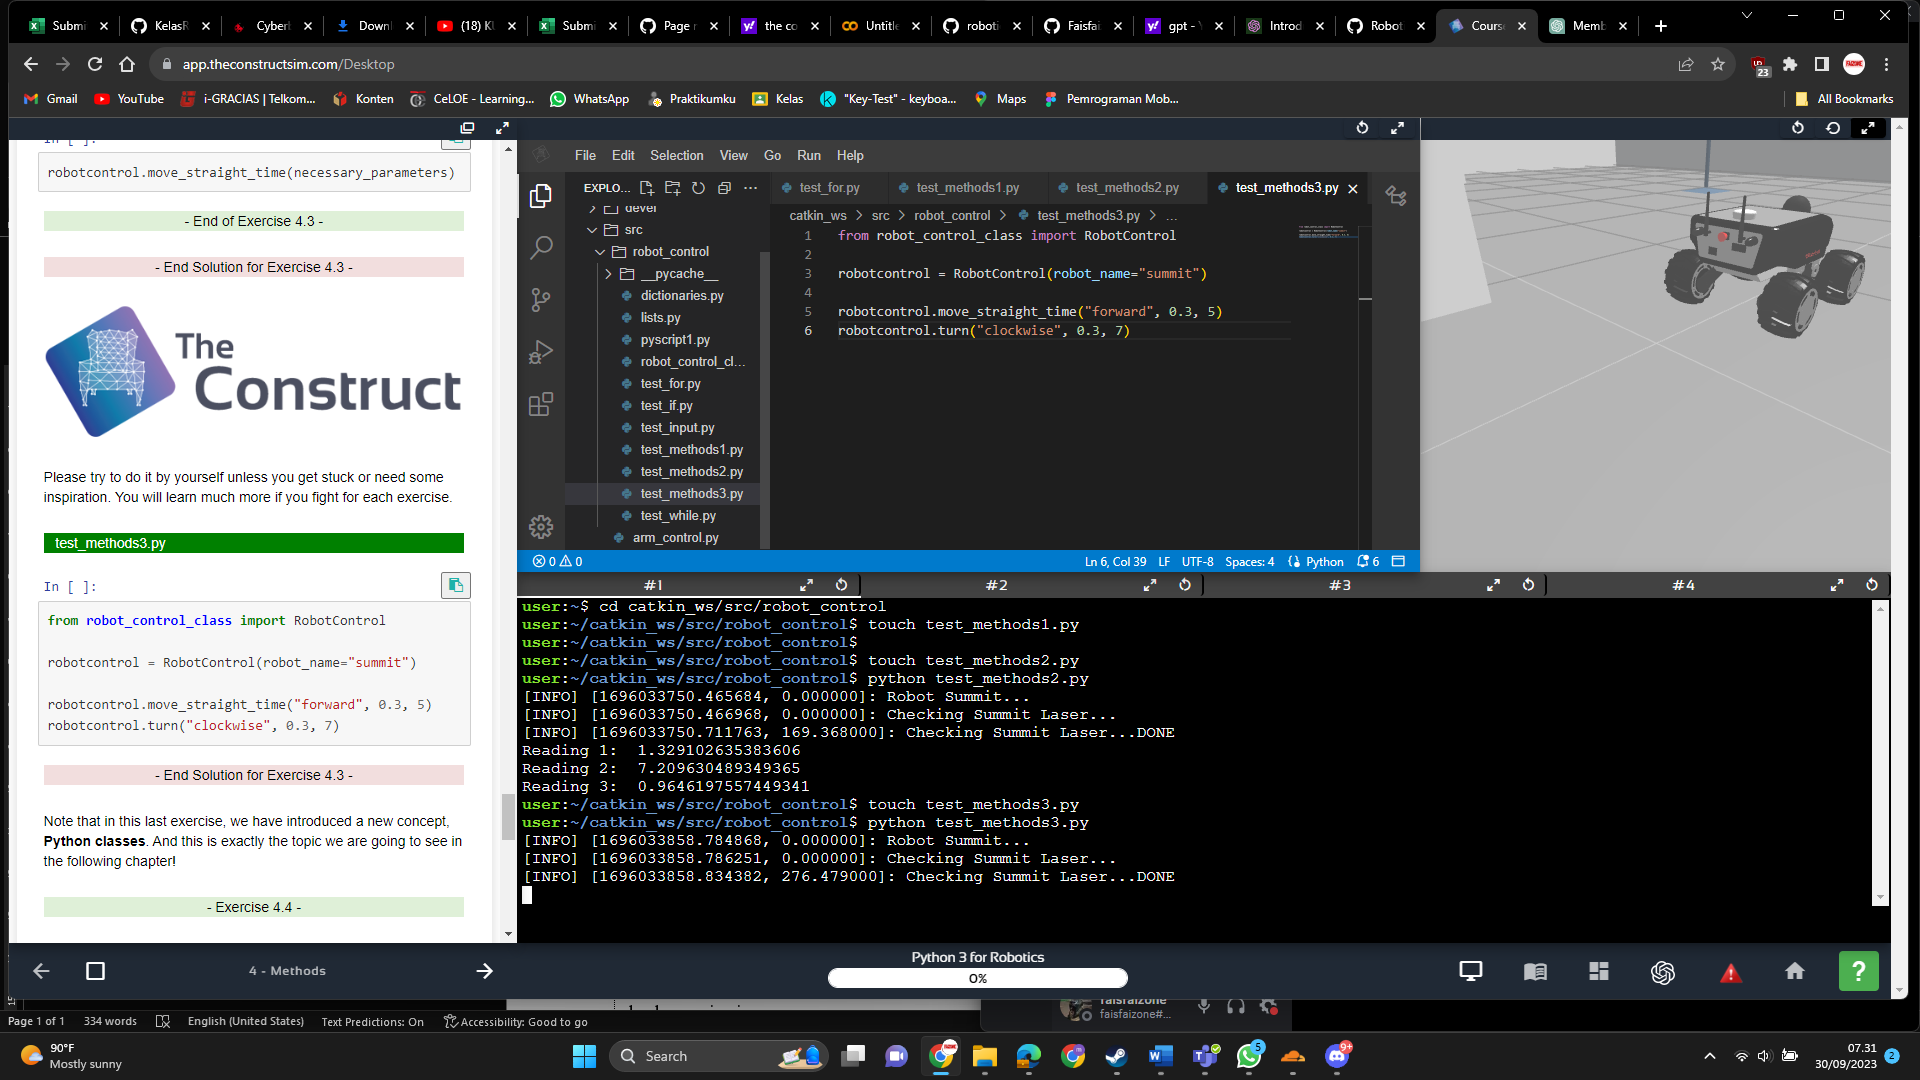 Submi
KelasR
Cyberl
Downl
(18) KU
Submi
Page n
the co
Untitle
roboti
Faisfai
gpt - Y
Introd
Robot
Cours
Memb
app.theconstructsim.com/Desktop
23
Gmail
YouTube
i-GRACIAS | Telkom...
Konten
CeLOE - Learning...
WhatsApp
Praktikumku
Kelas
"Key-Test" - keyboa...
Maps
Pemrograman Mob...
All Bookmarks
In [ ]:
robotcontrol.move_straight_time(necessary_parameters)
- End of Exercise 4.3 -
- End Solution for Exercise 4.3 -
The
Construct
Please try to do it by yourself unless you get stuck or need some
inspiration. You will learn much more if you fight for each exercise.
test_methods3.py
In [ ]:
from robot_control_class import RobotControl
robotcontrol = RobotControl(robot_name="summit")
robotcontrol.move_straight_time("forward", 0.3, 5)
robotcontrol.turn("clockwise", 0.3, 7)
- End Solution for Exercise 4.3 -
Note that in this last exercise, we have introduced a new concept,
Python classes. And this is exactly the topic we are going to see in
the following chapter!
- Exercise 4.4 -
File Edit Selection View Go Run Help
EXPLO...
devel
src
robot_control
__pycache__
dictionaries.py
lists.py
pyscript1.py
robot_control_cl...
test_for.py
test_if.py
test_input.py
test_methods1.py
test_methods2.py
test_methods3.py
test_while.py
arm_control.py
test_for.py
test_methods1.py
test_methods2.py
test_methods3.py
catkin_ws > src > robot_control > test_methods3.py > ...
1 from robot_control_class import RobotControl
2
3 robotcontrol = RobotControl(robot_name="summit")
4
5 robotcontrol.move_straight_time("forward", 0.3, 5)
6 robotcontrol.turn("clockwise", 0.3, 7)
0 0
Ln 6, Col 39 LF UTF-8 Spaces: 4 Python 6
#1
#2
#3
#4
user:~$ cd catkin_ws/src/robot_control
user:~/catkin_ws/src/robot_control$ touch test_methods1.py
user:~/catkin_ws/src/robot_control$
user:~/catkin_ws/src/robot_control$ touch test_methods2.py
user:~/catkin_ws/src/robot_control$ python test_methods2.py
[INFO] [1696033750.465684, 0.000000]: Robot Summit...
[INFO] [1696033750.466968, 0.000000]: Checking Summit Laser...
[INFO] [1696033750.711763, 169.368000]: Checking Summit Laser...DONE
Reading 1:  1.329102635383606
Reading 2:  7.209630489349365
Reading 3:  0.9646197557449341
user:~/catkin_ws/src/robot_control$ touch test_methods3.py
user:~/catkin_ws/src/robot_control$ python test_methods3.py
[INFO] [1696033858.784868, 0.000000]: Robot Summit...
[INFO] [1696033858.786251, 0.000000]: Checking Summit Laser...
[INFO] [1696033858.834382, 276.479000]: Checking Summit Laser...DONE
4 - Methods
Python 3 for Robotics
0%
?
faisfaizone
faisfaizone#...
Page 1 of 1
334 words
English (United States)
Text Predictions: On
Accessibility: Good to go
90°F
Mostly sunny
Search
5
9+
07.31
30/09/2023
2